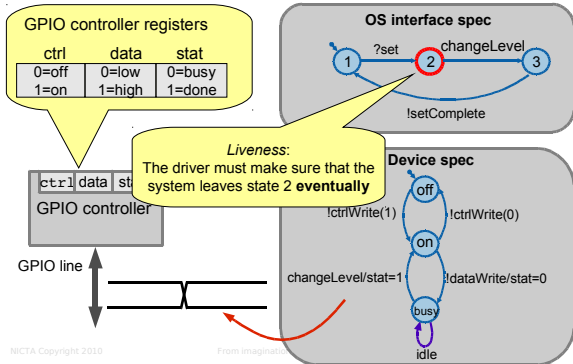 GPIO controller registers
ctrl data stat
0=off 0=low 0=busy
1=on 1=high 1=done
OS interface spec
?set
changeLevel
1
2
3
!setComplete
Liveness:
The driver must make sure that the
system leaves state 2 eventually
ctrl data
GPIO controller
GPIO line
Device spec
off
!ctrlWrite(1)
!ctrlWrite(0)
on
changeLevel/stat=1
!dataWrite/stat=0
busy
idle
NICTA Copyright 2010
From imagination